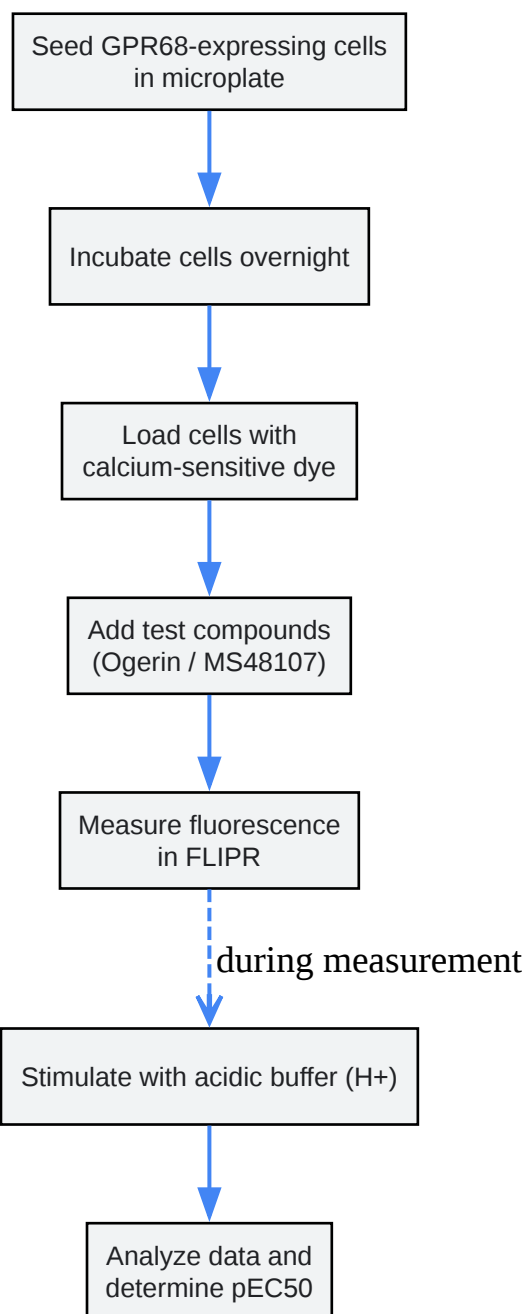 Seed GPR68-expressing cells
in microplate
Incubate cells overnight
Load cells with
calcium-sensitive dye
Add test compounds
(Ogerin / MS48107)
Measure fluorescence
in FLIPR
during measurement
Stimulate with acidic buffer (H+)
Analyze data and
determine pEC50